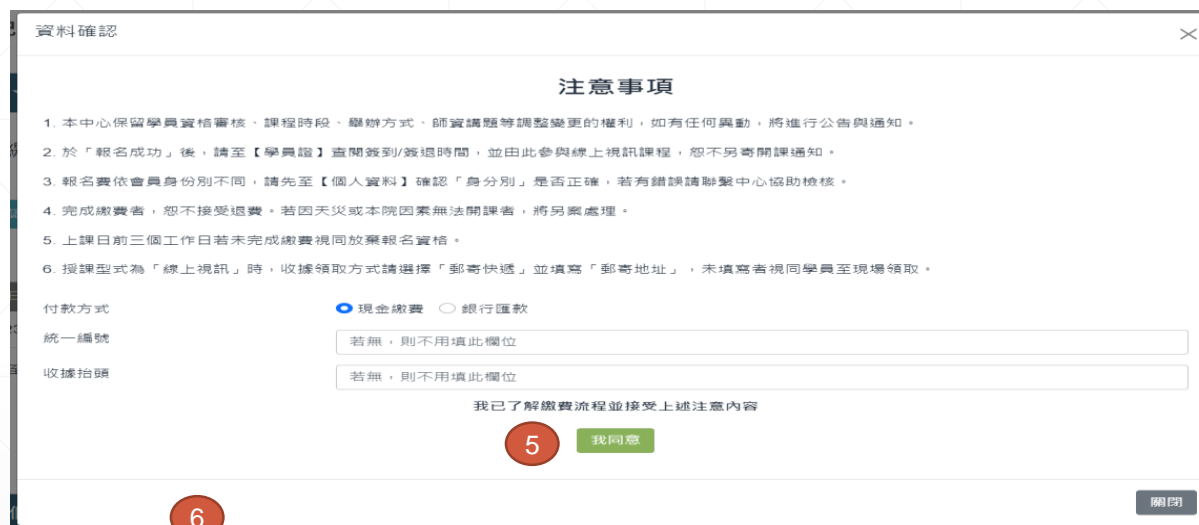 資料確認
×
注意事項
1. 本中心保留學員資格審核、課程時段、舉辦方式、師資講題等調整變更的權利，如有任何異動，將進行公告與通知。
2. 於「報名成功」後，請至【學員證】查閱簽到/簽退時間，並由此參與線上視訊課程，恕不另寄開課通知。
3. 報名費依會員身份別不同，請先至【個人資料】確認「身分別」是否正確，若有錯誤請聯繫中心協助檢核。
4. 完成繳費者，恕不接受退費。若因天災或本院因素無法開課者，將另案處理。
5. 上課日前三個工作日若未完成繳費視同放棄報名資格。
6. 授課型式為「線上視訊」時，收據領取方式請選擇「郵寄快遞」並填寫「郵寄地址」，未填寫者視同學員至現場領取。
付款方式 現金繳費 銀行匯款
統一編號 若無，則不用填此欄位
收據抬頭 若無，則不用填此欄位
我已了解繳費流程並接受上述注意內容
5 我同意
關閉
6